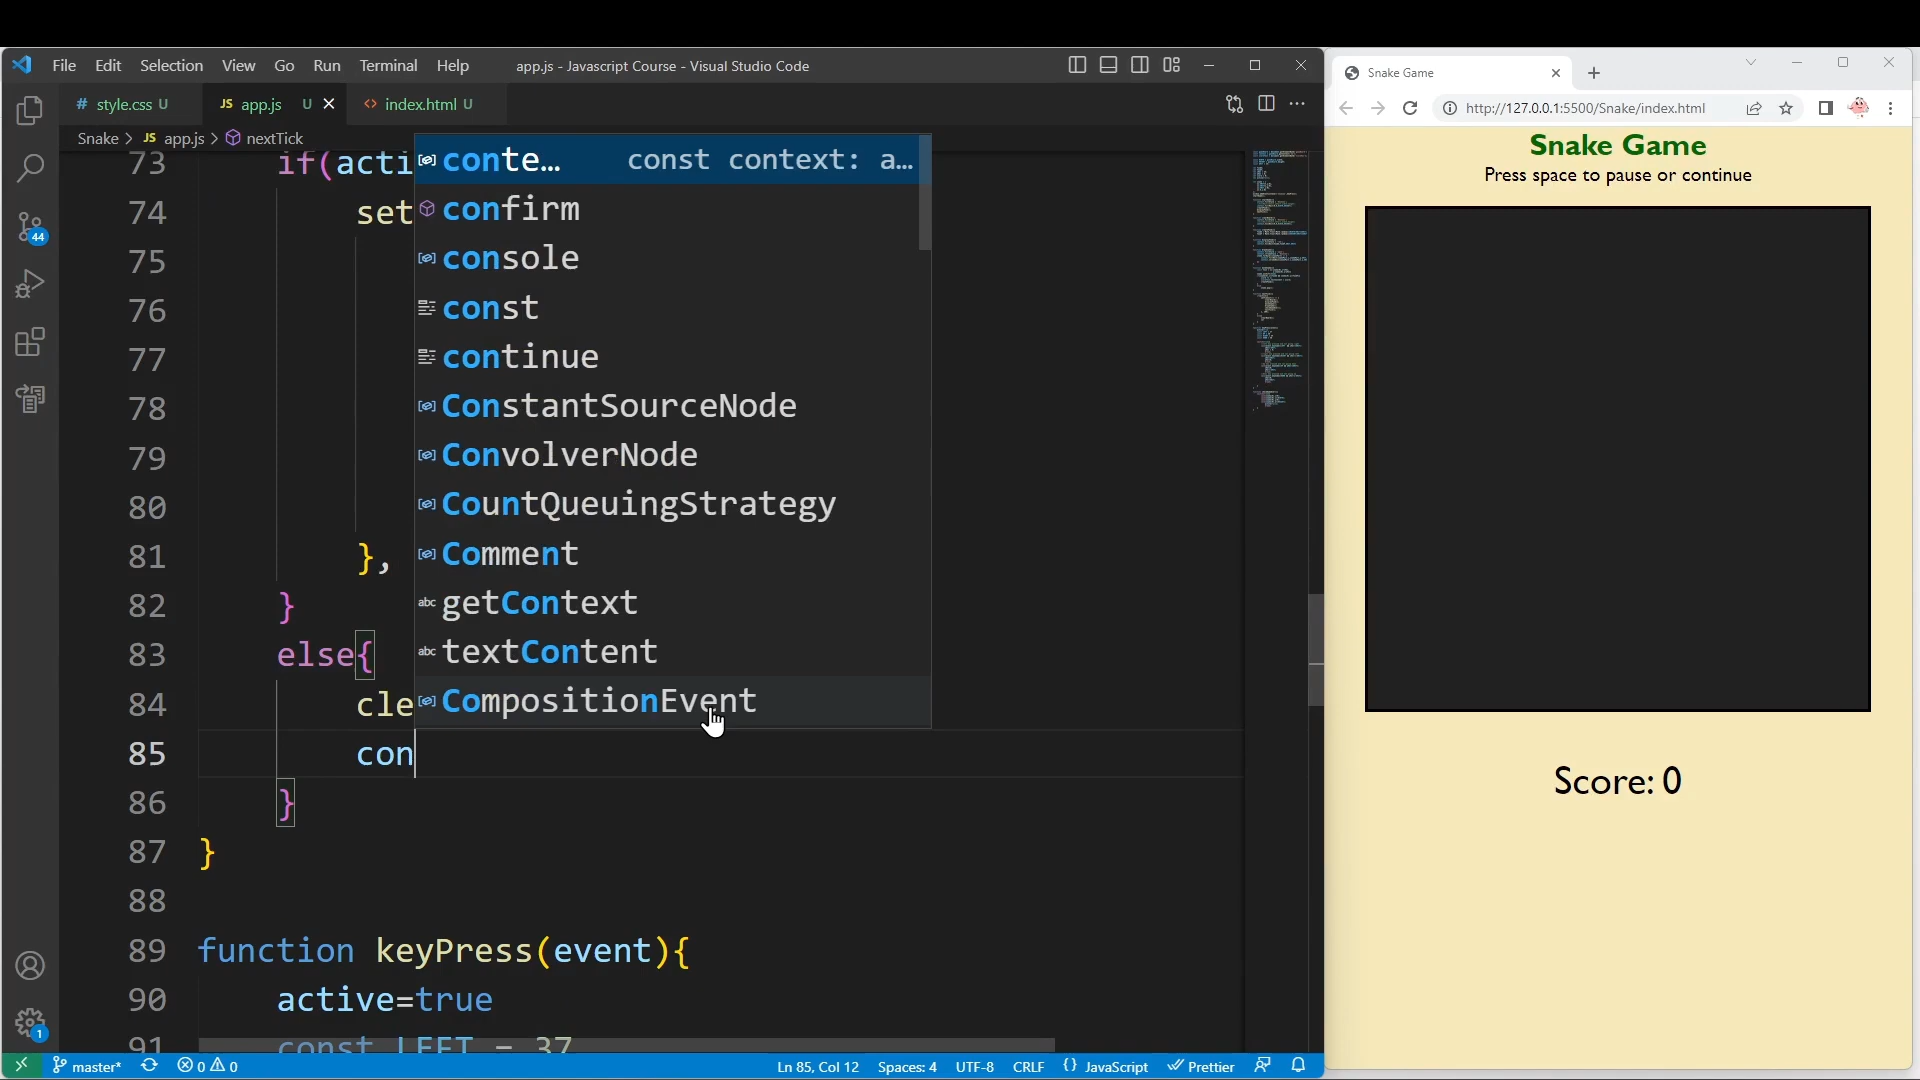 File Edit Selection View Go Run Terminal Help app.js - Javascript Course - Visual Studio Code
# style.css U JS app.js U <> index.html U
Snake > JS app.js > nextTick
73 if(acti
74 set
75
76
77
78
79
80
81 },
82 }
83 else{
84 cle
85 con
86 }
87 }
88
89 function keyPress(event){
90 active=true
91 const LEFT = 37
conte... const context: a...
confirm
console
const
continue
ConstantSourceNode
ConvolverNode
CountQueuingStrategy
Comment
abc getContext
abc textContent
CompositionEvent
44
1
master* 0 0 Ln 85, Col 12 Spaces: 4 UTF-8 CRLF {} JavaScript Prettier
Snake Game
http://127.0.0.1:5500/Snake/index.html
Snake Game
Press space to pause or continue
Score: 0